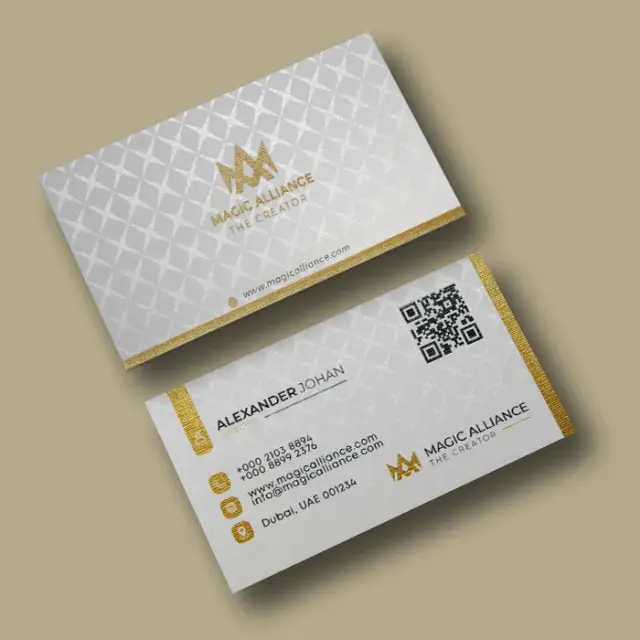 MAGIC ALLIANCE
THE CREATOR
www.magicalliance.com
ALEXANDER JOHAN
+000 2103 8894
+000 8899 2376
www.magicalliance.com
info@magicalliance.com
Dubai, UAE 001234
MAGIC ALLIANCE
THE CREATOR